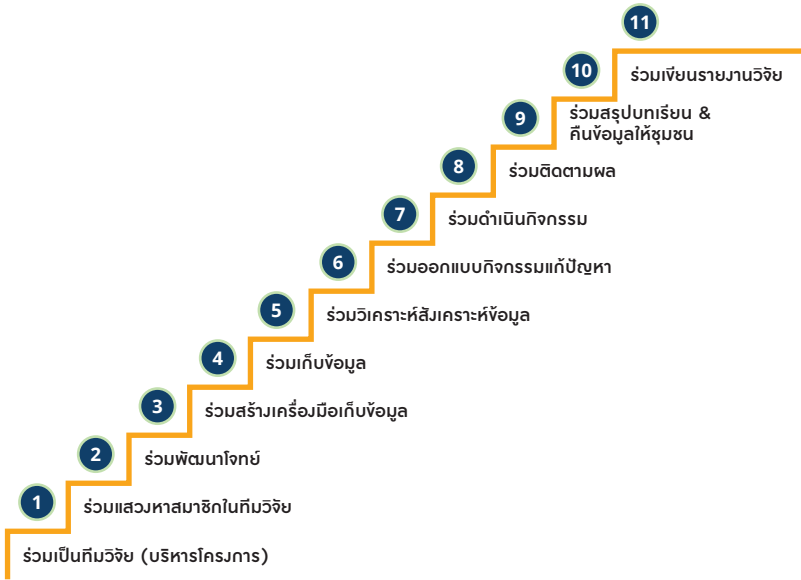 11
10
ร่วมเขียนรายงานวิจัย
9
ร่วมสรุปบทเรียน &
คืนข้อมูลให้ชุมชน
8
ร่วมติดตามผล
7
ร่วมดำเนินกิจกรรม
6
ร่วมออกแบบกิจกรรมแก้ปัญหา
5
ร่วมวิเคราะห์สังเคราะห์ข้อมูล
4
ร่วมเก็บข้อมูล
3
ร่วมสร้างเครื่องมือเก็บข้อมูล
2
ร่วมพัฒนาโจทย์
1
ร่วมแสวงหาสมาชิกในทีมวิจัย
ร่วมเป็นทีมวิจัย (บริหารโครงการ)